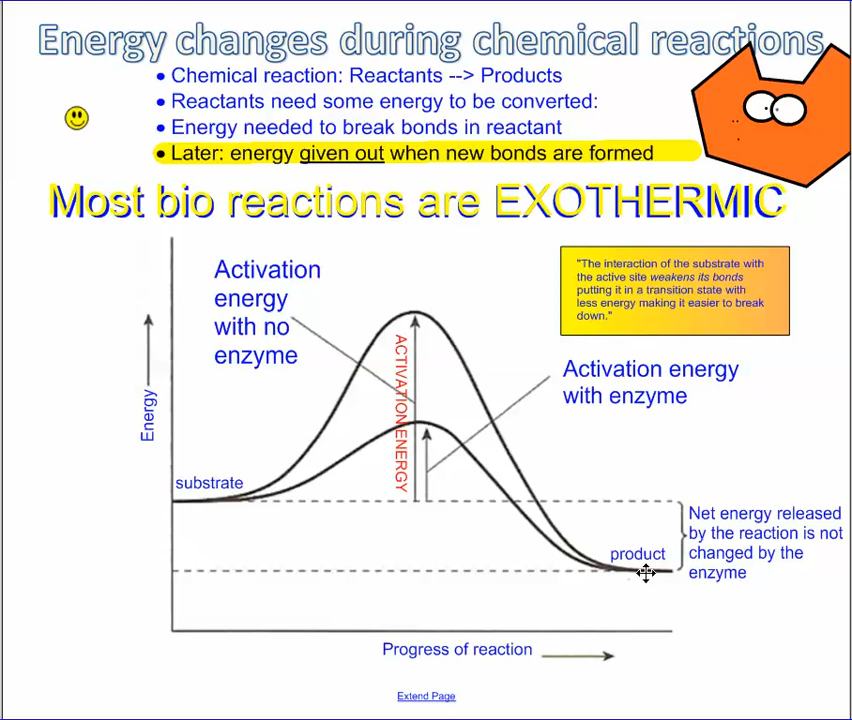 Energy changes during chemical reactions
• Chemical reaction: Reactants --> Products
• Reactants need some energy to be converted:
• Energy needed to break bonds in reactant
• Later: energy given out when new bonds are formed
Most bio reactions are EXOTHERMIC
Activation
energy
with no
enzyme
"The interaction of the substrate with
the active site weakens its bonds
putting it in a transition state with
less energy making it easier to break
down."
Activation energy
with enzyme
ACTIVATION ENERGY
Energy
substrate
product
Net energy released
by the reaction is not
changed by the
enzyme
Progress of reaction
Extend Page